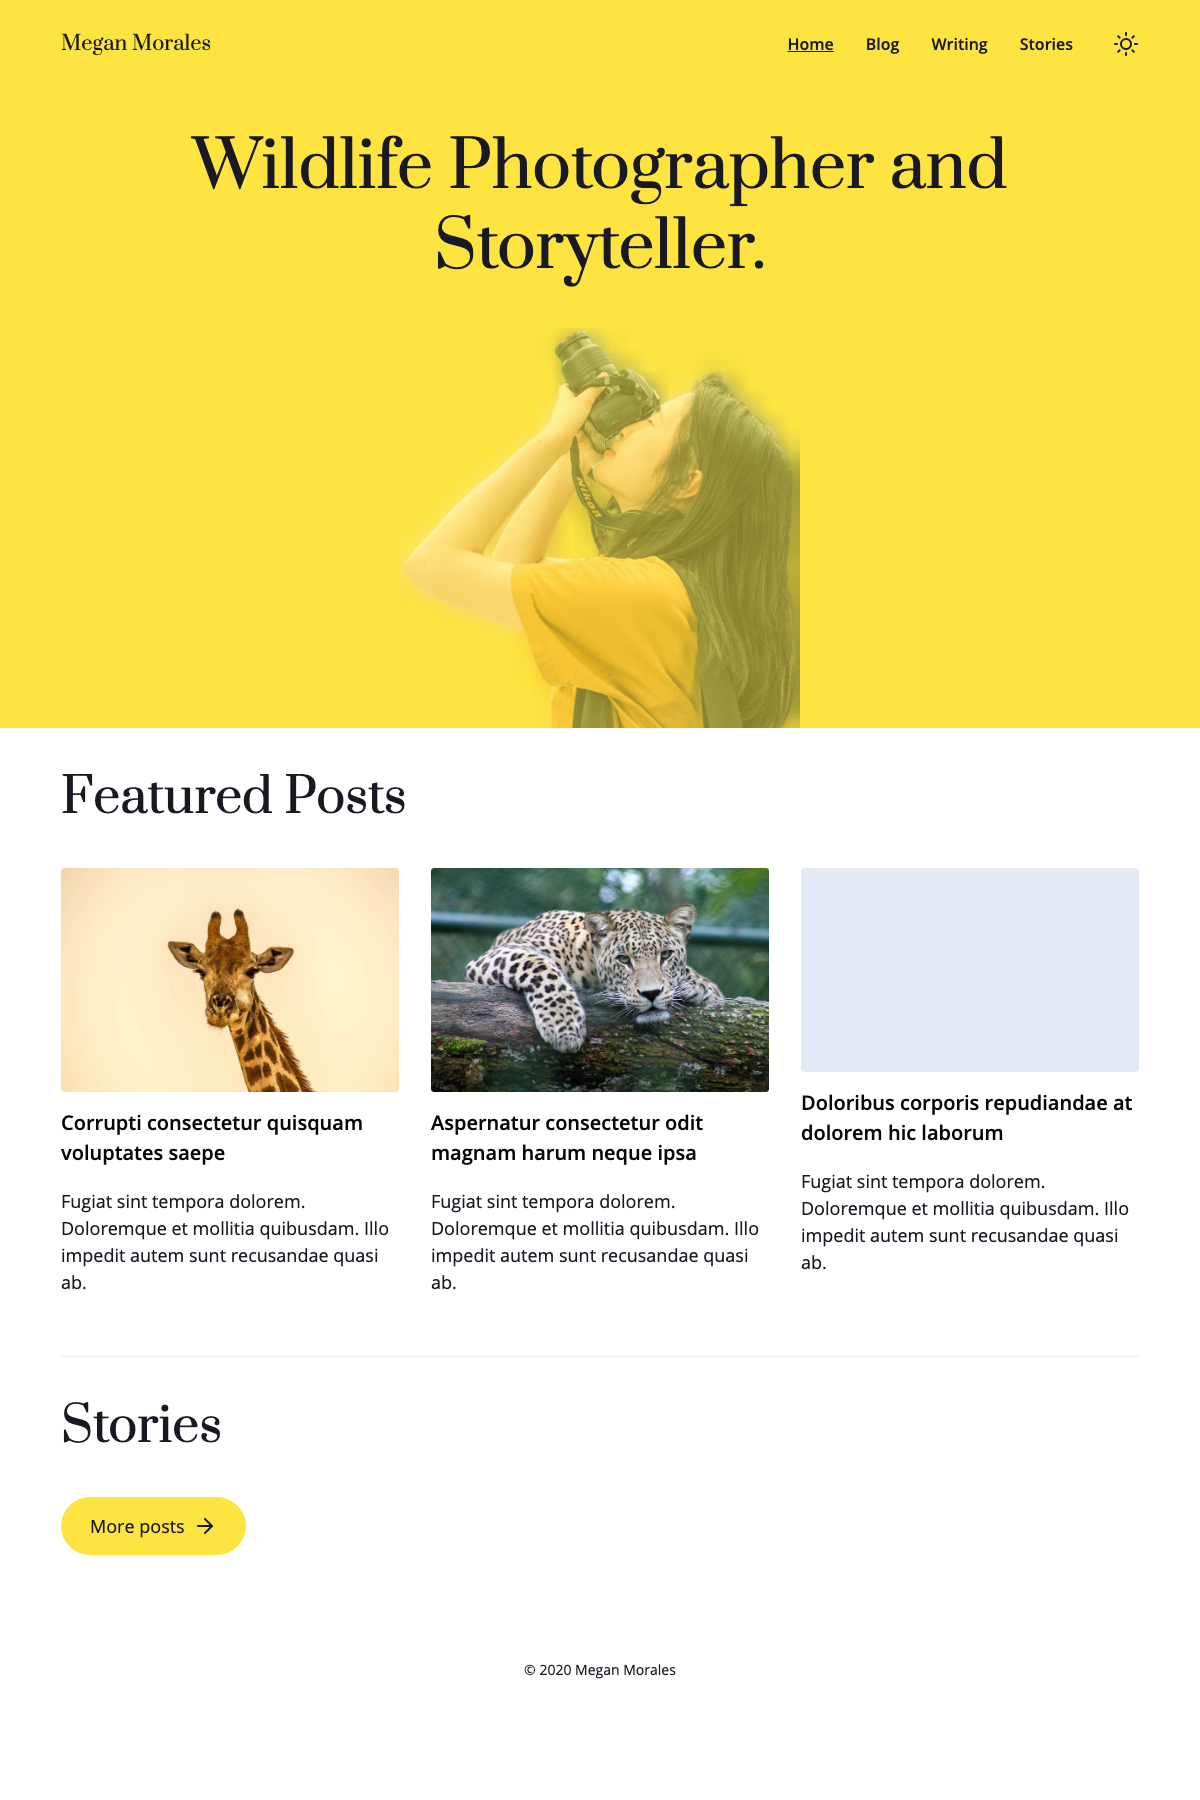 Megan Morales
Home Blog Writing Stories
Wildlife Photographer and
Storyteller.
Nikon
Featured Posts
Corrupti consectetur quisquam
voluptates saepe
Fugiat sint tempora dolorem.
Doloremque et mollitia quibusdam. Illo
impedit autem sunt recusandae quasi
ab.
Aspernatur consectetur odit
magnam harum neque ipsa
Fugiat sint tempora dolorem.
Doloremque et mollitia quibusdam. Illo
impedit autem sunt recusandae quasi
ab.
Doloribus corporis repudiandae at
dolorem hic laborum
Fugiat sint tempora dolorem.
Doloremque et mollitia quibusdam. Illo
impedit autem sunt recusandae quasi
ab.
Stories
More posts
© 2020 Megan Morales